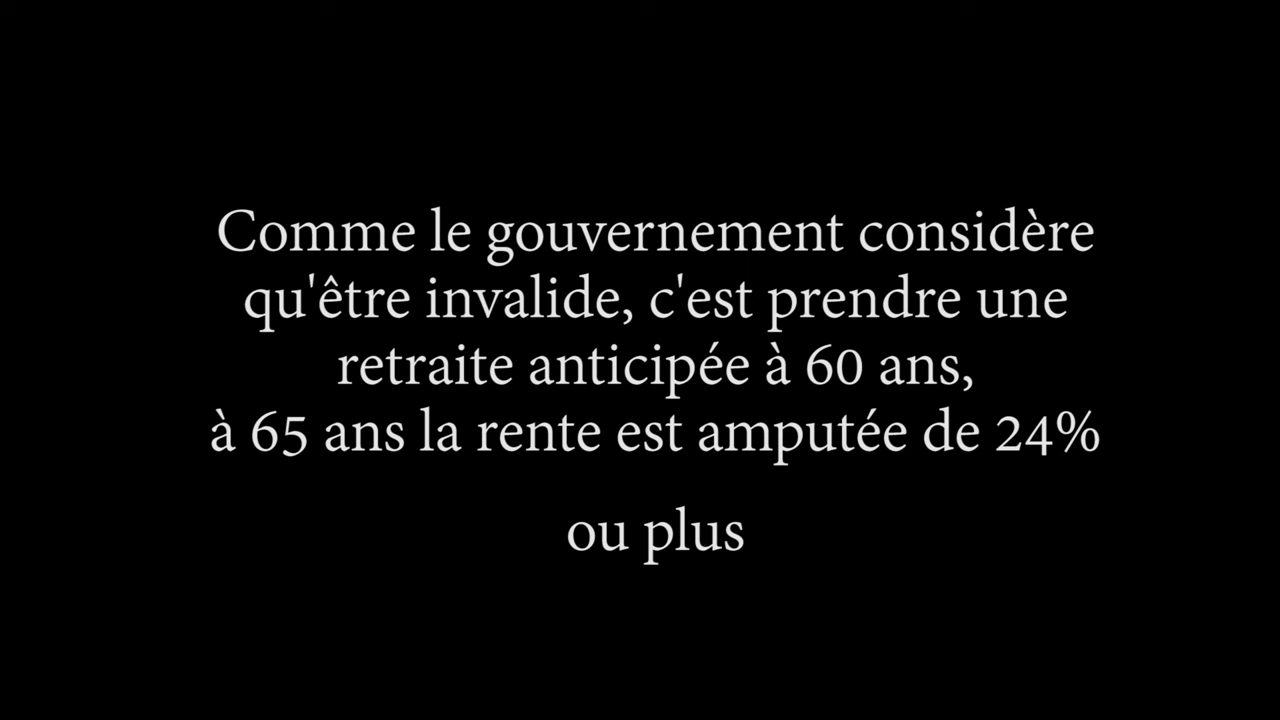 Comme le gouvernement considère
qu'être invalide, c'est prendre une
retraite anticipée à 60 ans,
à 65 ans la rente est amputée de 24%
ou plus